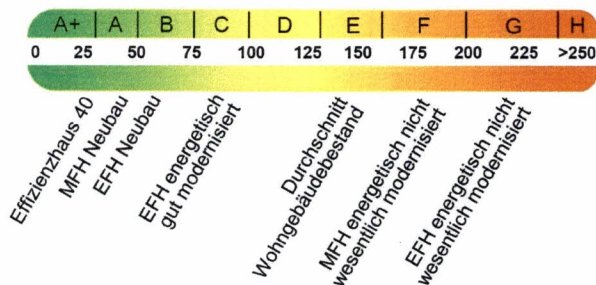 A+ A B C D E F G H
0 25 50 75 100 125 150 175 200 225 >250
Effizienzhaus 40
MFH Neubau
EFH Neubau
EFH energetisch
gut modernisiert
Durchschnitt
Wohngebäudebestand
MFH energetisch nicht
wesentlich modernisiert
EFH energetisch nicht
wesentlich modernisiert